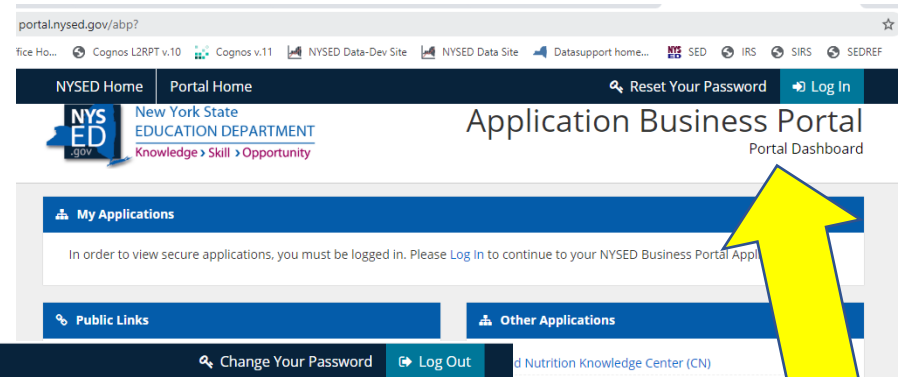 portal.nysed.gov/abp?
fice Ho... Cognos L2RPT v.10 Cognos v.11 NYSED Data-Dev Site NYSED Data Site Datasupport home... NYS SED IRS SIRS SEDREF
NYSED Home Portal Home Reset Your Password Log In
NYS ED .gov
New York State
EDUCATION DEPARTMENT
Knowledge > Skill > Opportunity
Application Business Portal
Portal Dashboard
My Applications
In order to view secure applications, you must be logged in. Please Log In to continue to your NYSED Business Portal Appl
Public Links
Other Applications
Change Your Password Log Out
d Nutrition Knowledge Center (CN)